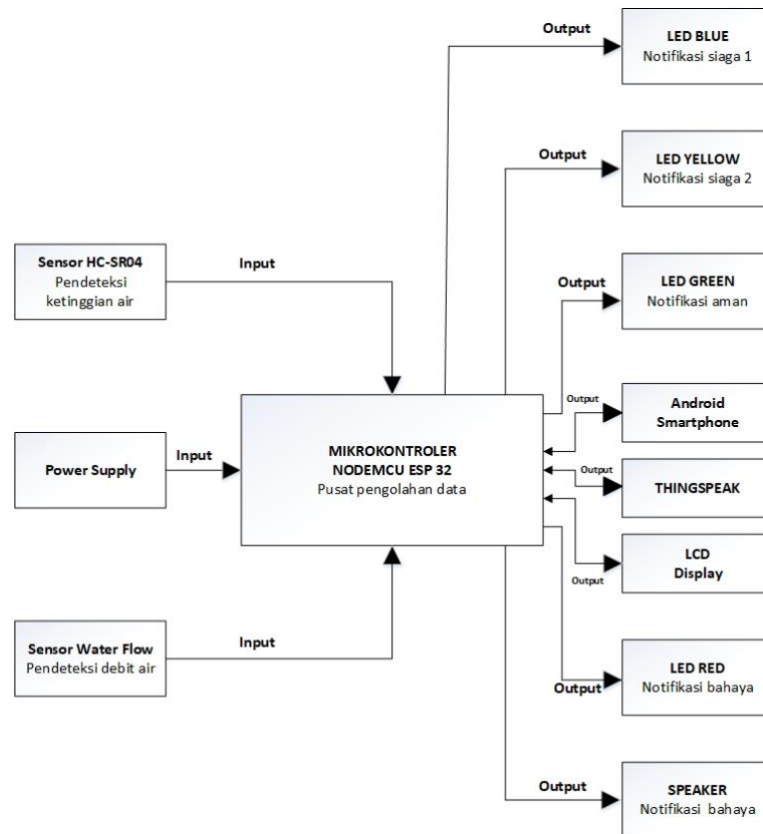 Output
LED BLUE
Notifikasi siaga 1
Output
LED YELLOW
Notifikasi siaga 2
Sensor HC-SR04
Pendeteksi
ketinggian air
Input
Output
LED GREEN
Notifikasi aman
Output
Android
Smartphone
Power Supply
Input
MIKROKONTROLER
NODEMCU ESP 32
Pusat pengolahan data
Output
THINGSPEAK
Output
LCD
Display
Sensor Water Flow
Pendeteksi debit air
Input
Output
LED RED
Notifikasi bahaya
Output
SPEAKER
Notifikasi bahaya